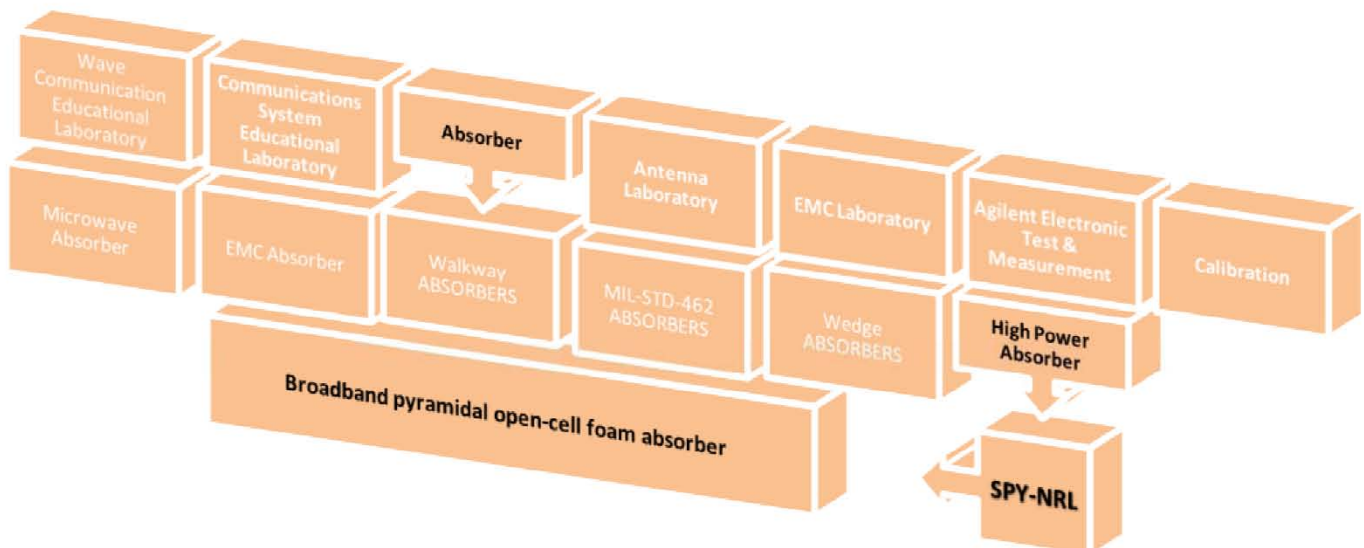 Wave
Communication
Educational
Laboratory
Communications
System
Educational
Laboratory
Absorber
Antenna
Laboratory
EMC Laboratory
Agilent Electronic
Test &
Measurement
Calibration
Microwave
Absorber
EMC Absorber
Walkway
ABSORBERS
MIL-STD-462
ABSORBERS
Wedge
ABSORBERS
High Power
Absorber
Broadband pyramidal open-cell foam absorber
SPY-NRL